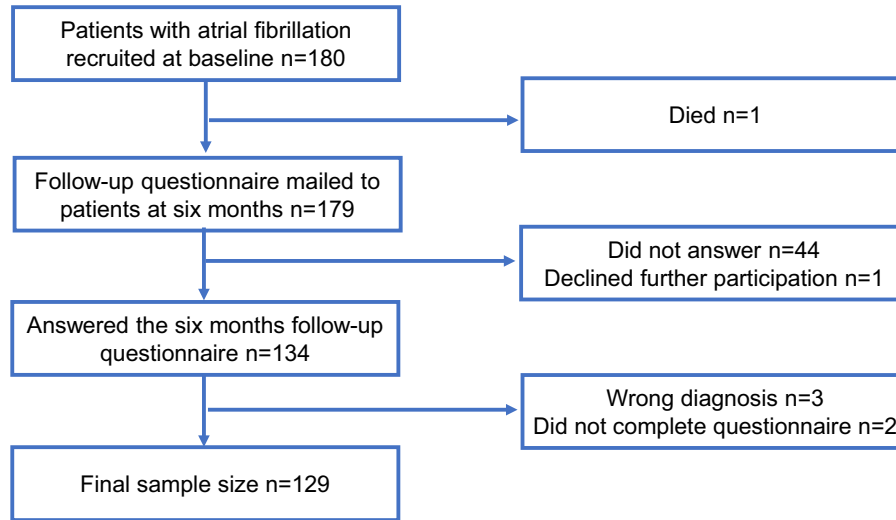 Patients with atrial fibrillation
recruited at baseline n=180
Died n=1
Follow-up questionnaire mailed to
patients at six months n=179
Did not answer n=44
Declined further participation n=1
Answered the six months follow-up
questionnaire n=134
Wrong diagnosis n=3
Did not complete questionnaire n=2
Final sample size n=129